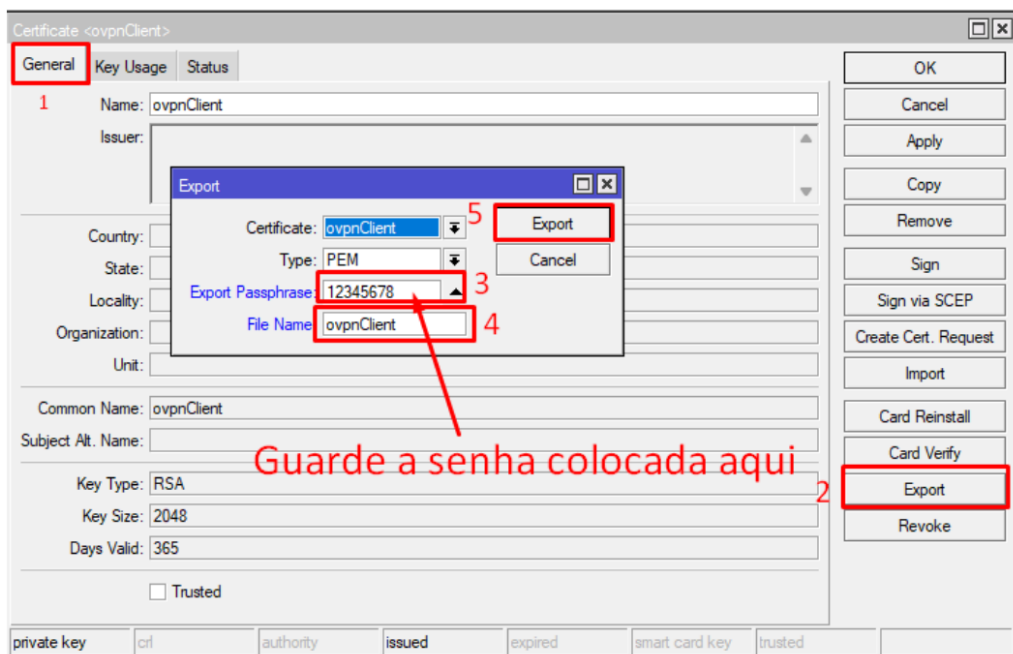 Certificate <ovpnClient>
General Key Usage Status
1
Name: ovpnClient
Issuer:
OK
Cancel
Apply
Copy
Remove
Sign
Sign via SCEP
Create Cert. Request
Import
Card Reinstall
Card Verify
2 Export
Revoke
Export
Certificate: ovpnClient
5 Export
Type: PEM
Cancel
Export Passphrase: 12345678 3
File Name: ovpnClient 4
Country:
State:
Locality:
Organization:
Unit:
Common Name: ovpnClient
Subject Alt. Name:
Guarde a senha colocada aqui
Key Type: RSA
Key Size: 2048
Days Valid: 365
Trusted
private key crl authority issued expired smart card key trusted